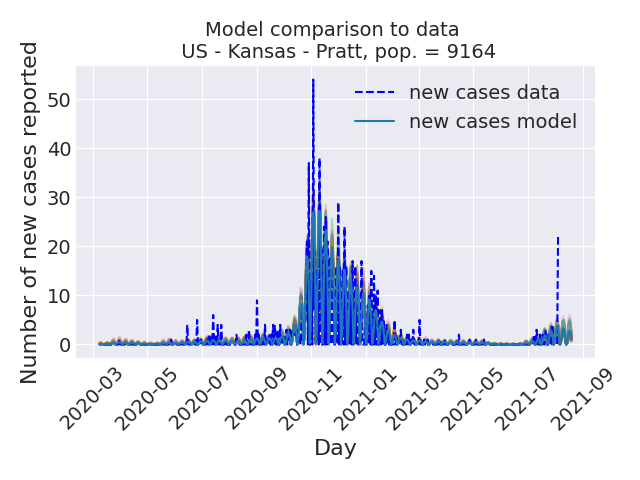 Model comparison to data
US - Kansas - Pratt, pop. = 9164
Number of new cases reported
50
40
30
20
10
0
new cases data
new cases model
2020-03
2020-05
2020-07
2020-09
2020-11
2021-01
2021-03
2021-05
2021-07
2021-09
Day